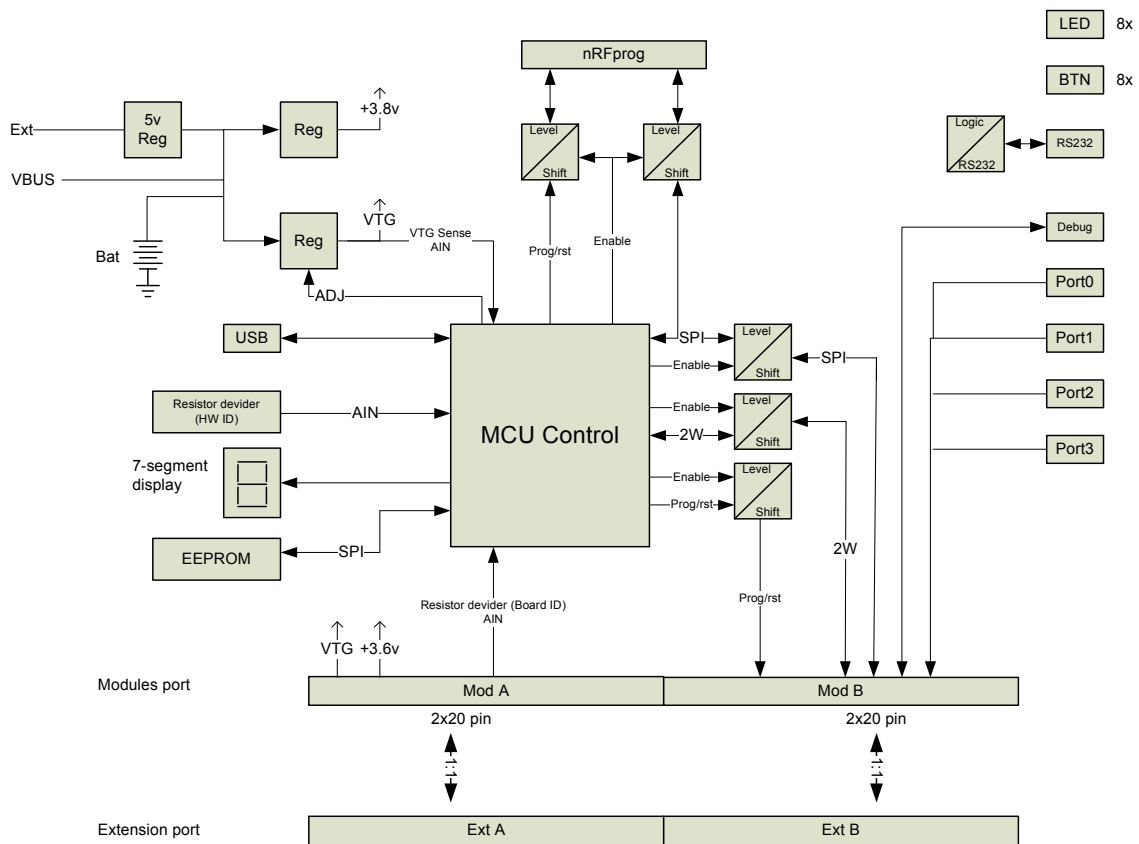 LED 8x
nRFprog
BTN 8x
+3.8v
5v
Reg
Reg
Ext
Level
Shift
Level
Shift
Logic
RS232
RS232
VBUS
VTG
Reg
VTG Sense
AIN
Bat
Prog/rst
Enable
Debug
ADJ
Port0
USB
SPI
Level
Shift
Enable
SPI
Port1
Resistor devider
(HW ID)
AIN
MCU Control
Enable
2W
Level
Shift
Port2
7-segment
display
Enable
Prog/rst
Level
Shift
Port3
EEPROM
SPI
2W
Resistor devider (Board ID)
AIN
Prog/rst
VTG
+3.6v
Modules port
Mod A
Mod B
2x20 pin
2x20 pin
1:1
1:1
Extension port
Ext A
Ext B